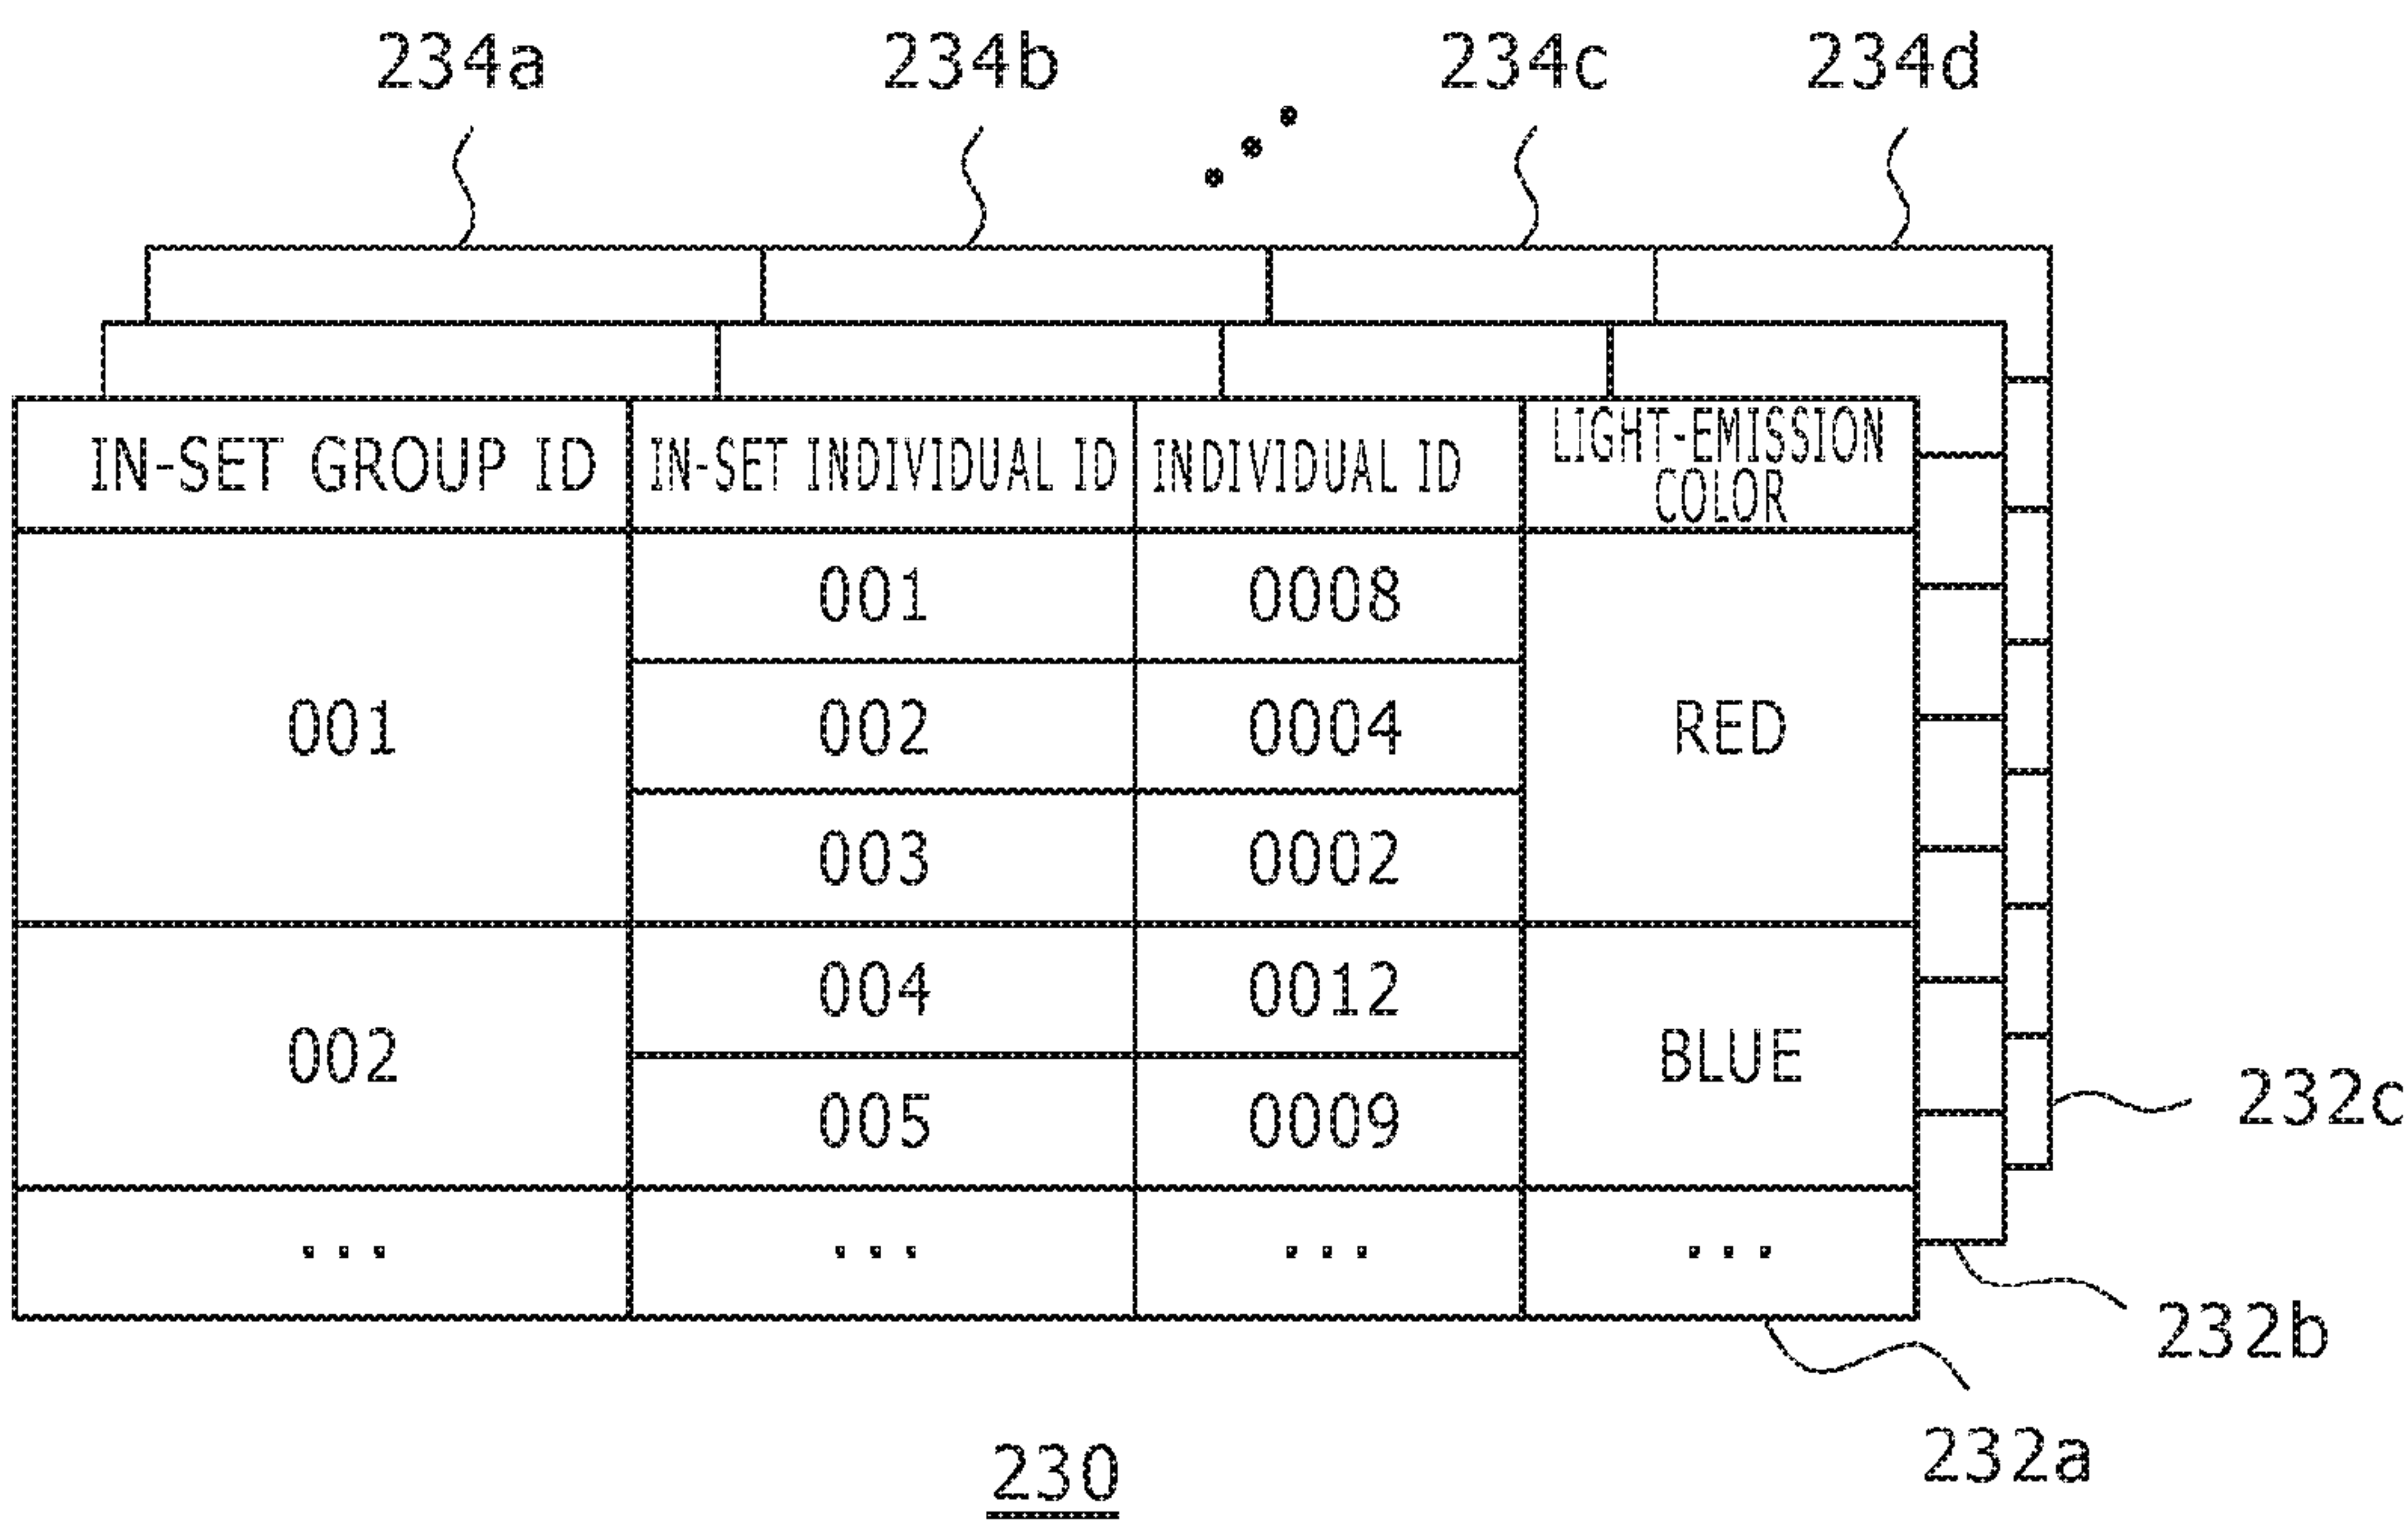 234a 234b 234c 234d
IN-SET GROUP ID IN-SET INDIVIDUAL ID INDIVIDUAL ID LIGHT-EMISSION
COLOR
001 0008
001 002 0004 RED
003 0002
004 0012
002 BLUE
005 0009
... ... ... ...
232c
232b
232a
230